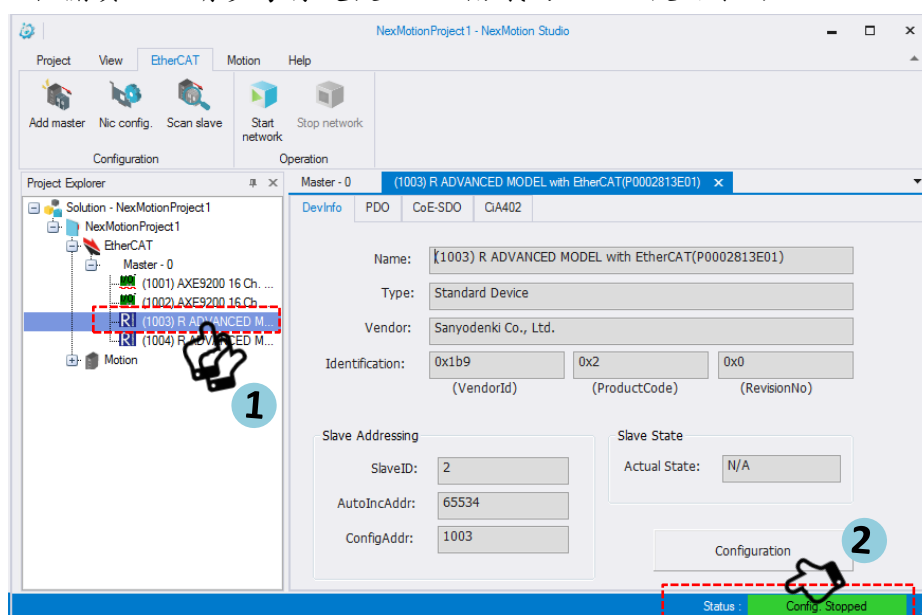 NexMotionProject1 - NexMotion Studio
Project View EtherCAT Motion Help
Add master Nic config. Scan slave Start network Stop network
Configuration Operation
Project Explorer
Solution - NexMotionProject1
NexMotionProject1
EtherCAT
Master - 0
(1001) AXE9200 16 Ch. ...
(1002) AXE9200 16 Ch
(1003) R ADVANCED M...
(1004) R ADVANCED M...
Motion
1
Master - 0 (1003) R ADVANCED MODEL with EtherCAT(P0002813E01)
DevInfo PDO CoE-SDO CiA402
Name: (1003) R ADVANCED MODEL with EtherCAT(P0002813E01)
Type: Standard Device
Vendor: Sanyodenki Co., Ltd.
Identification: 0x1b9 0x2 0x0
(VendorId) (ProductCode) (RevisionNo)
Slave Addressing
SlaveID: 2
AutoIncAddr: 65534
ConfigAddr: 1003
Slave State
Actual State: N/A
Configuration
2
Status : Config. Stopped